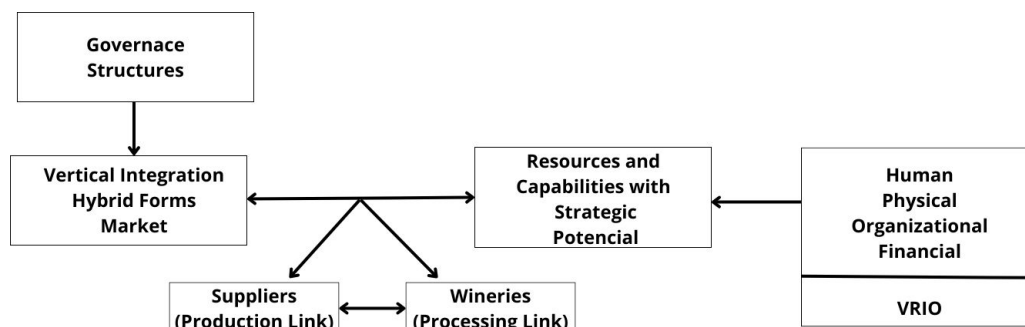 Governace
Structures
Vertical Integration
Hybrid Forms
Market
Resources and
Capabilities with
Strategic
Potencial
Human
Physical
Organizational
Financial
VRIO
Suppliers
(Production Link)
Wineries
(Processing Link)